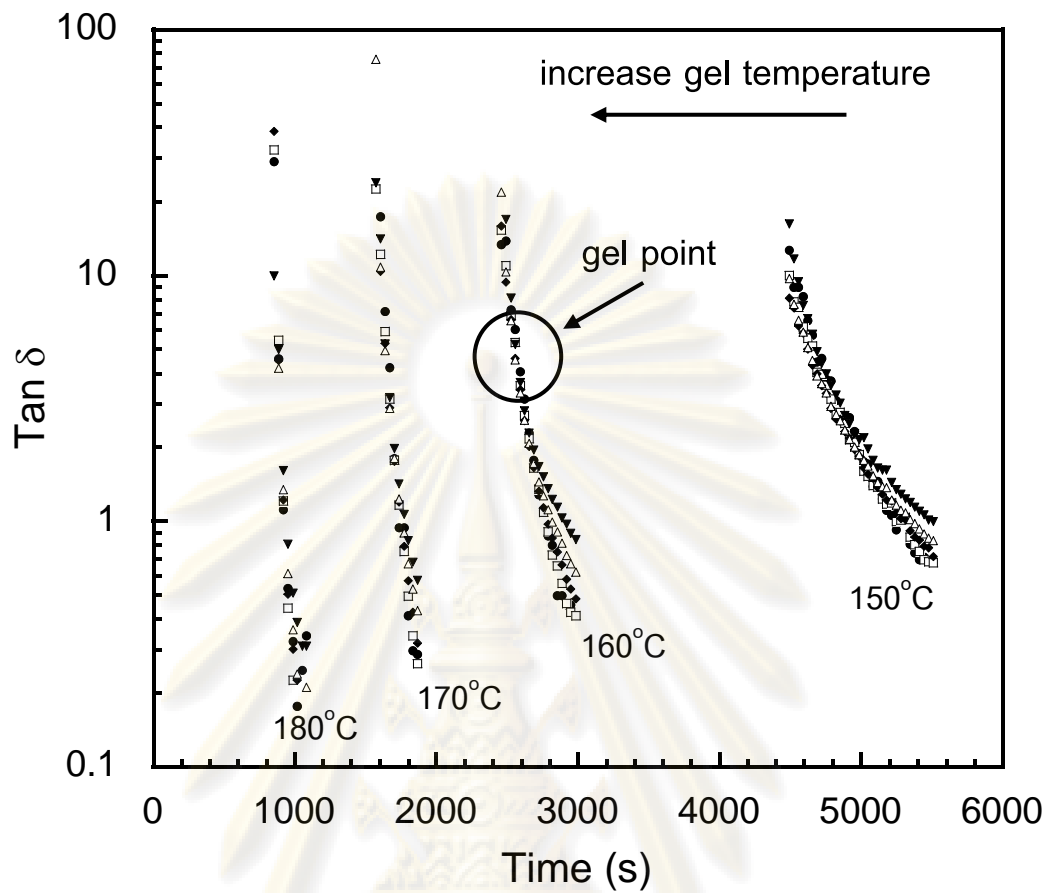 100
increase gel temperature
gel point
10
Tan δ
1
150°C
160°C
170°C
180°C
0.1
0 1000 2000 3000 4000 5000 6000
Time (s)